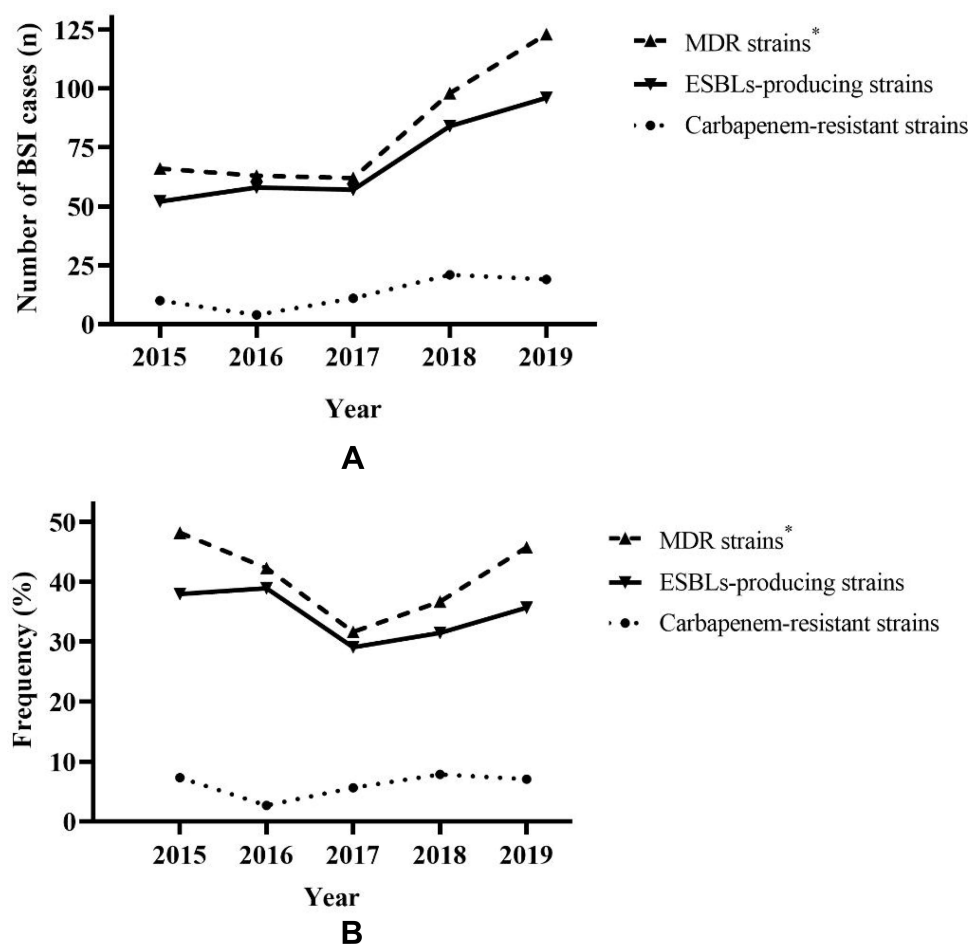 Number of BSI cases (n)
125
100
75
50
25
0
2015 2016 2017 2018 2019
Year
MDR strains*
ESBLs-producing strains
Carbapenem-resistant strains
A
Frequency (%)
50
40
30
20
10
0
2015 2016 2017 2018 2019
Year
MDR strains*
ESBLs-producing strains
Carbapenem-resistant strains
B